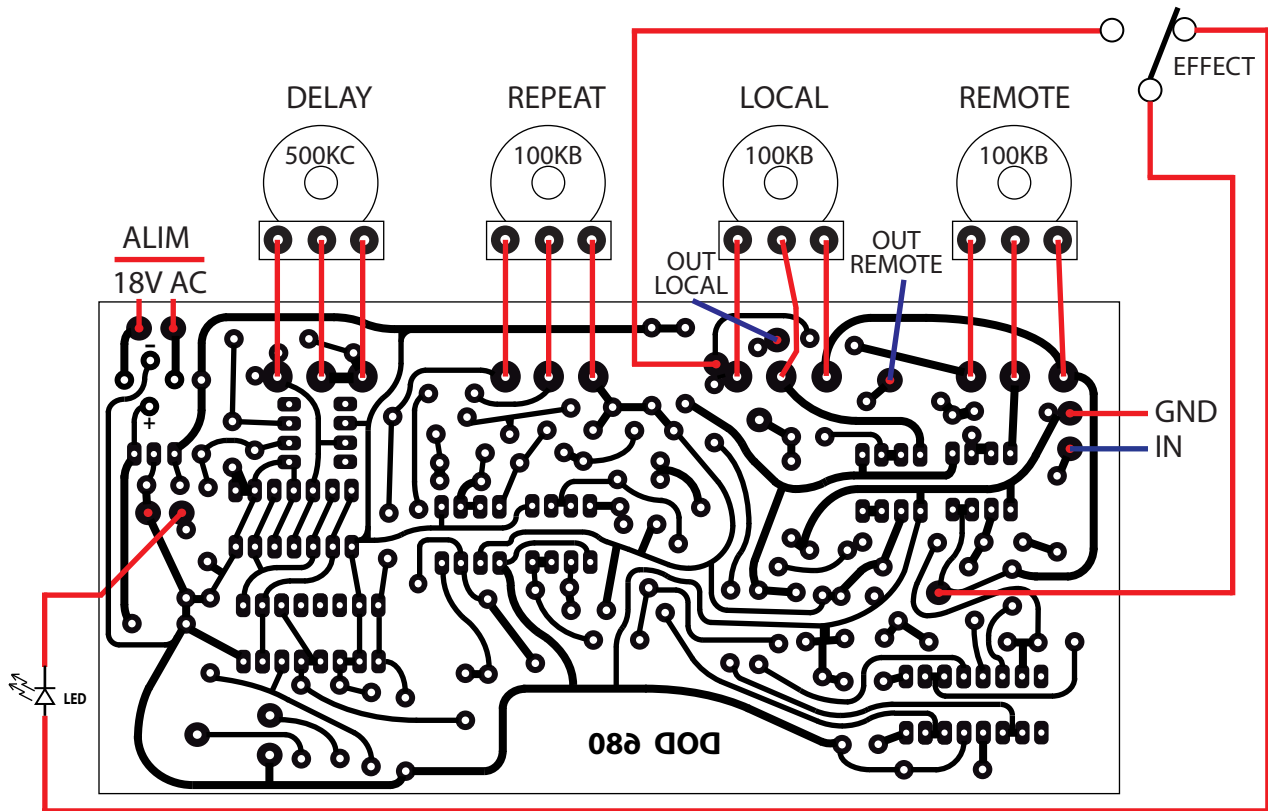 EFFECT
DELAY
REPEAT
LOCAL
REMOTE
500KC
100KB
100KB
100KB
ALIM
18V AC
OUT
LOCAL
OUT
REMOTE
-
+
GND
IN
LED
DOD 680